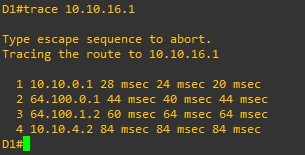 D1#trace 10.10.16.1
Type escape sequence to abort.
Tracing the route to 10.10.16.1
1 10.10.0.1 28 msec 24 msec 20 msec
2 64.100.0.1 44 msec 40 msec 44 msec
3 64.100.1.2 60 msec 64 msec 64 msec
4 10.10.4.2 84 msec 84 msec 84 msec
D1#